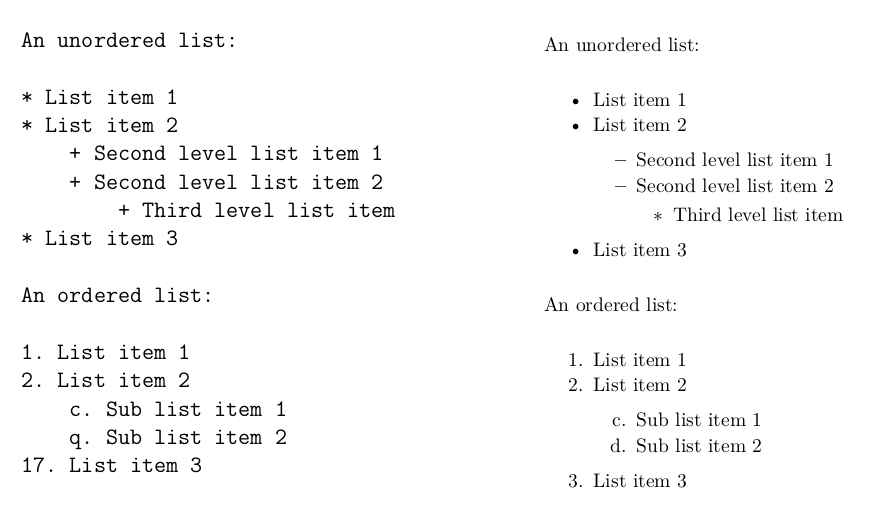 An unordered list:
* List item 1
* List item 2
+ Second level list item 1
+ Second level list item 2
+ Third level list item
* List item 3
An ordered list:
1. List item 1
2. List item 2
c. Sub list item 1
q. Sub list item 2
17. List item 3
An unordered list:
• List item 1
• List item 2
– Second level list item 1
– Second level list item 2
* Third level list item
• List item 3
An ordered list:
1. List item 1
2. List item 2
c. Sub list item 1
d. Sub list item 2
3. List item 3